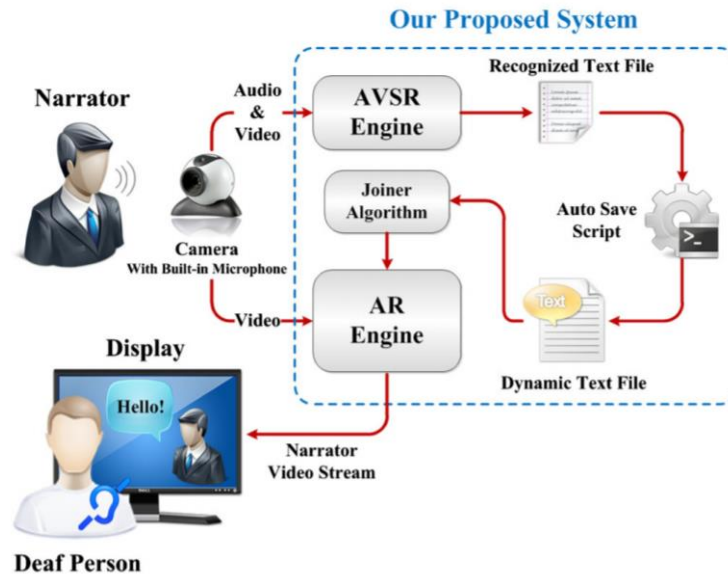 Our Proposed System
Narrator
Audio
&
Video
AVSR
Engine
Recognized Text File
Camera
With Built-in Microphone
Joiner
Algorithm
Auto Save
Script
>_
Video
AR
Engine
Text
Dynamic Text File
Display
Hello!
Narrator
Video Stream
Deaf Person